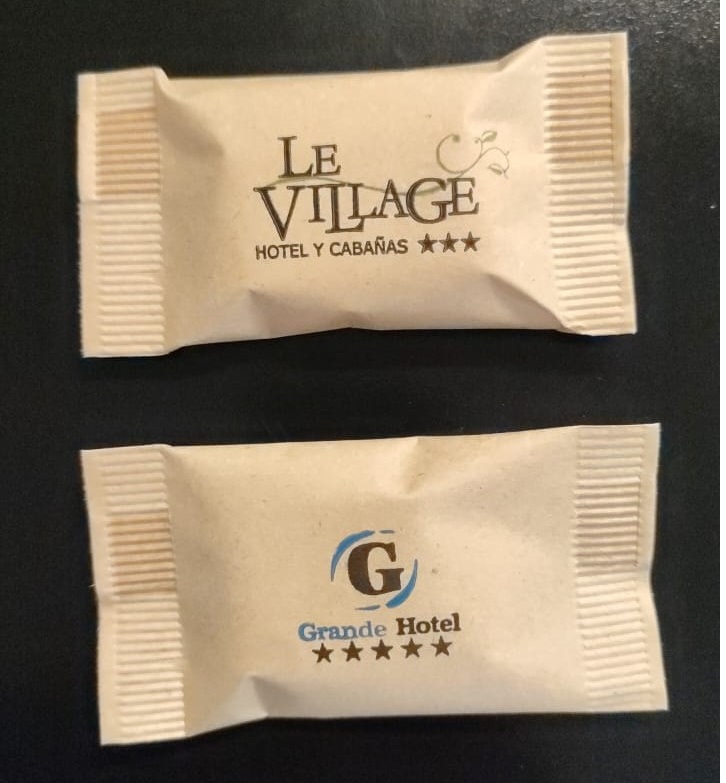 LE
VILLAGE
HOTEL Y CABAÑAS ★★★
G
Grande Hotel
★★★★★